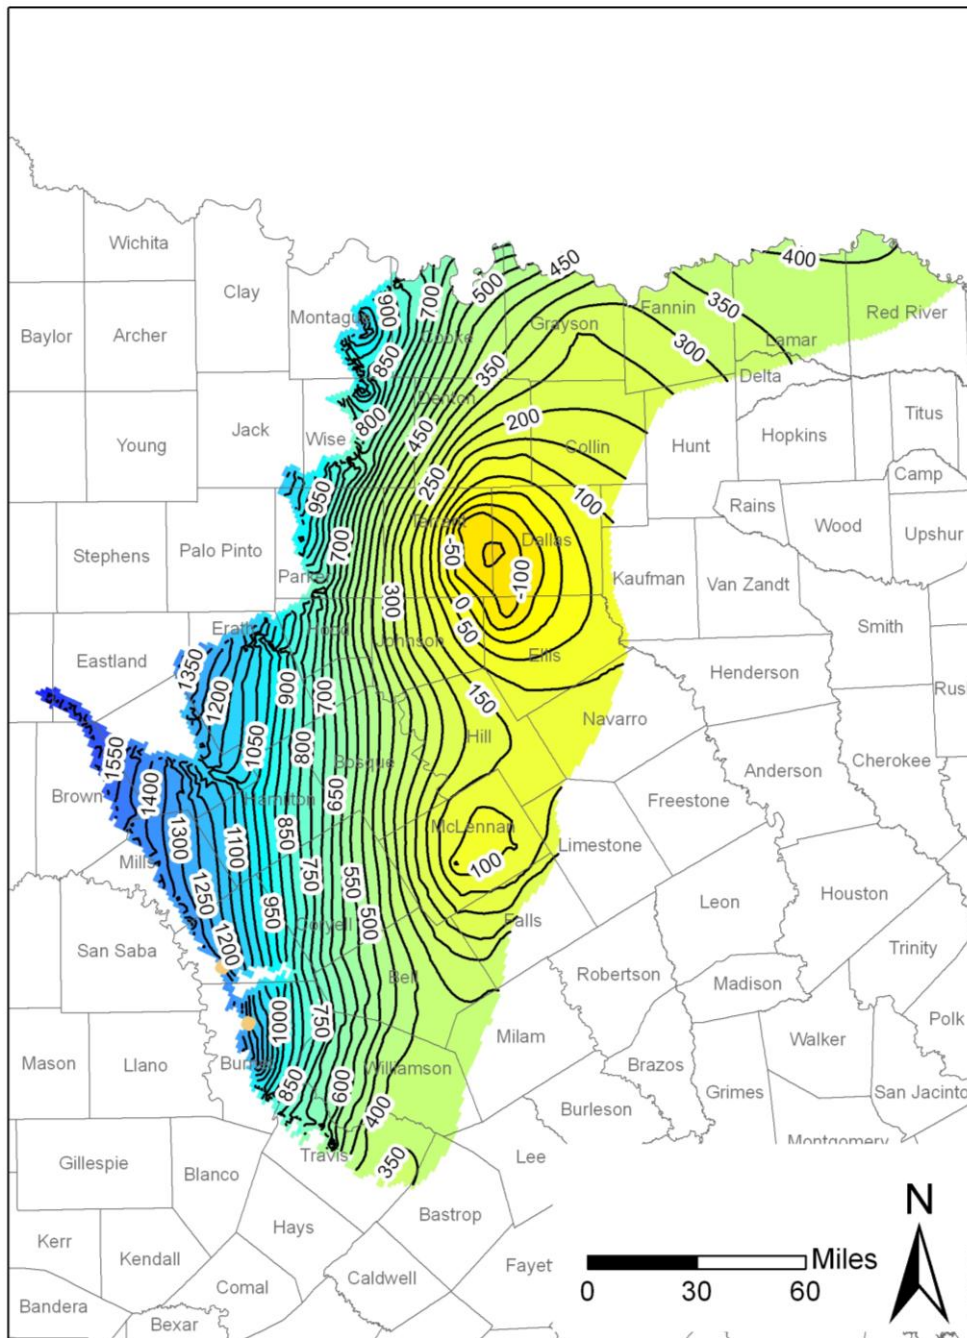 400
Wichita
450
Clay
500
350
Fannin
700
900
Red River
Montague
Grayson
Baylor
Archer
Cooke
Lamar
300
850
350
Delta
Denton
200
Titus
800
Jack
450
Wise
Young
Collin
Hunt
Hopkins
Camp
250
950
100
Rains
Tarrant
Wood
Upshur
Dallas
700
-50
Stephens
Palo Pinto
-100
Parker
Kaufman
Van Zandt
300
0
Erath
Hood
50
Smith
Johnson
Eastland
Ellis
1350
Henderson
900
Rus
700
150
1200
Navarro
1050
800
Hill
1550
Bosque
Cherokee
Anderson
1400
650
Brown
Hamilton
Freestone
850
McLennan
1300
1100
Limestone
Mills
100
750
550
1250
Houston
Leon
950
500
Coryell
Falls
1200
San Saba
Trinity
Robertson
Bell
Madison
1000
750
Milam
Polk
Walker
Mason
Llano
Burnet
Williamson
Brazos
850
600
Grimes
San Jacinto
400
Burleson
Montgomery
Travis
Lee
350
Gillespie
Blanco
N
Bastrop
Hays
Kerr
Kendall
Fayet
Miles
Caldwell
Comal
0 30 60
Bandera
Bexar